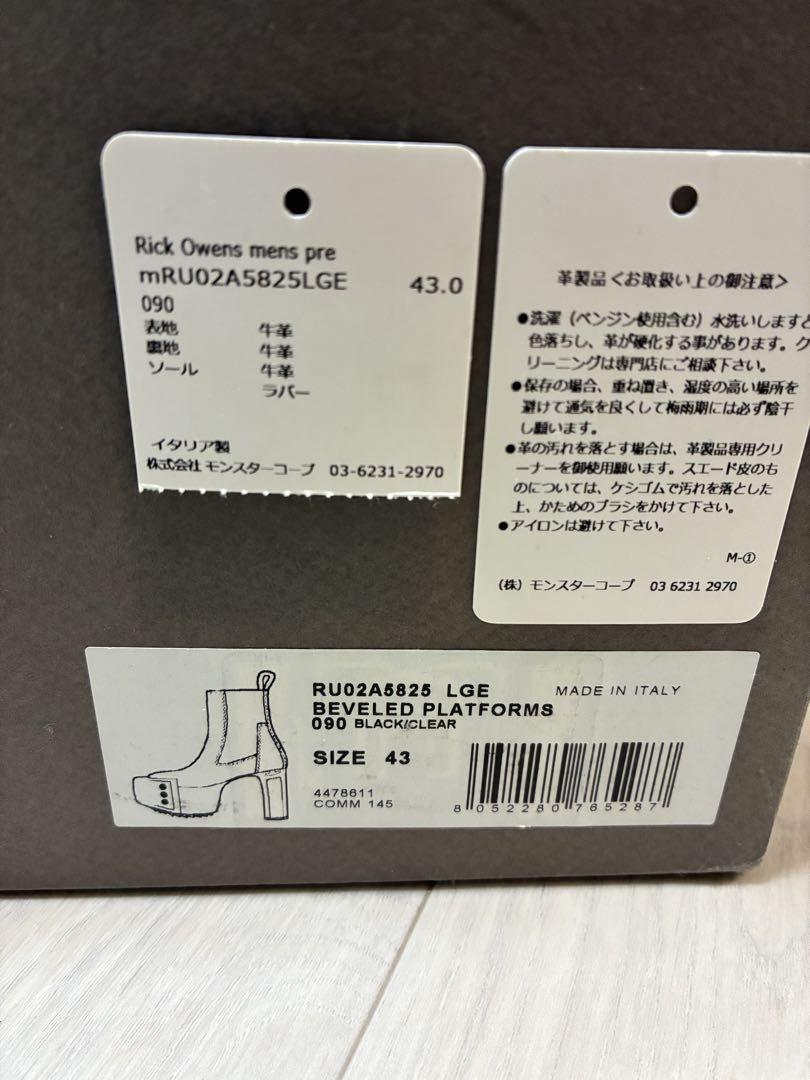 Rick Owens mens pre
mRU02A5825LGE 43.0
090
表地 牛革
裏地 牛革
ソール 牛革
ラバー
イタリア製
株式会社 モンスターコープ 03-6231-2970
革製品<お取扱い上の御注意>
●洗濯(ベンジン使用含む)水洗いしますと
色落ちし、革が硬化する事があります。ク
リーニングは専門店にご相談下さい。
●保存の場合、重ね置き、湿度の高い場所を
避けて通気を良くして梅雨期には必ず陰干
し願います。
●革の汚れを落とす場合は、革製品専用クリ
ーナーを御使用願います。スエード皮のも
のについては、ケシゴムで汚れを落とした
上、かためのブラシをかけて下さい。
●アイロンは避けて下さい。
M-①
(株) モンスターコープ 03 6231 2970
RU02A5825 LGE MADE IN ITALY
BEVELED PLATFORMS
090 BLACK/CLEAR
SIZE 43
4478611
COMM 145
8 052280 765287